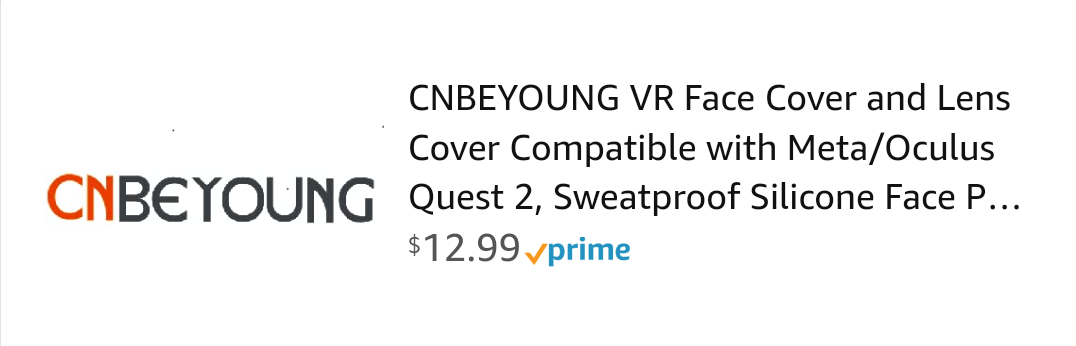 CNBEYOUNG
CNBEYOUNG VR Face Cover and Lens
Cover Compatible with Meta/Oculus
Quest 2, Sweatproof Silicone Face P...
$12.99 prime